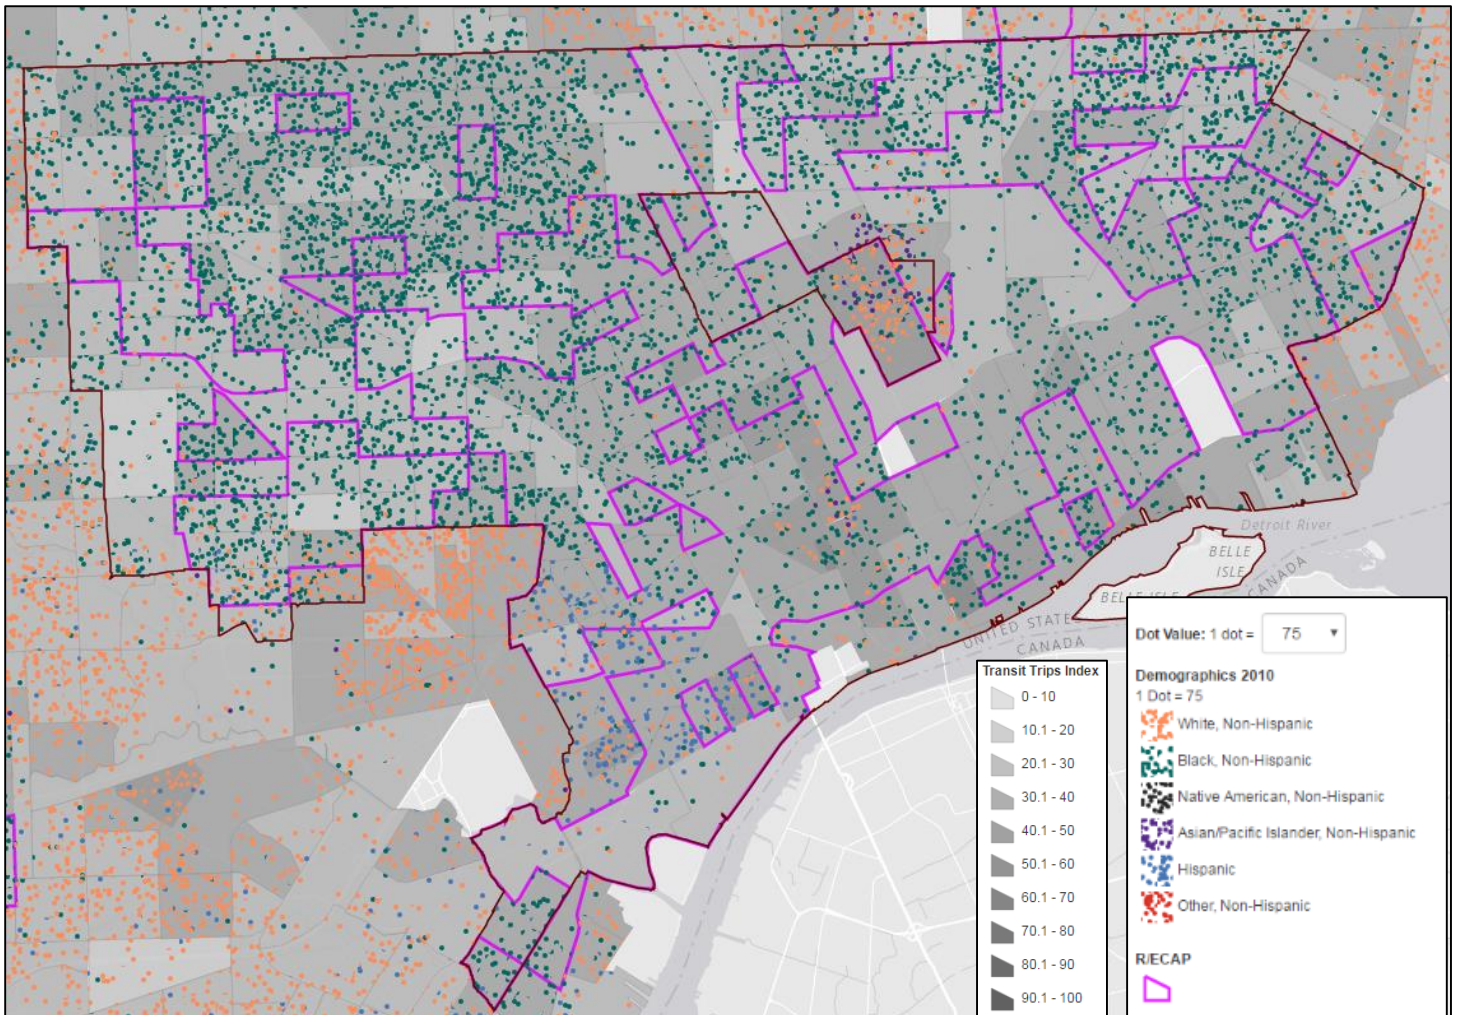 Detroit River
BELLE
ISLE
CANADA
UNITED STATES
CANADA
Transit Trips Index
0 - 10
10.1 - 20
20.1 - 30
30.1 - 40
40.1 - 50
50.1 - 60
60.1 - 70
70.1 - 80
80.1 - 90
90.1 - 100
Dot Value: 1 dot = 75
Demographics 2010
1 Dot = 75
White, Non-Hispanic
Black, Non-Hispanic
Native American, Non-Hispanic
Asian/Pacific Islander, Non-Hispanic
Hispanic
Other, Non-Hispanic
R/ECAP